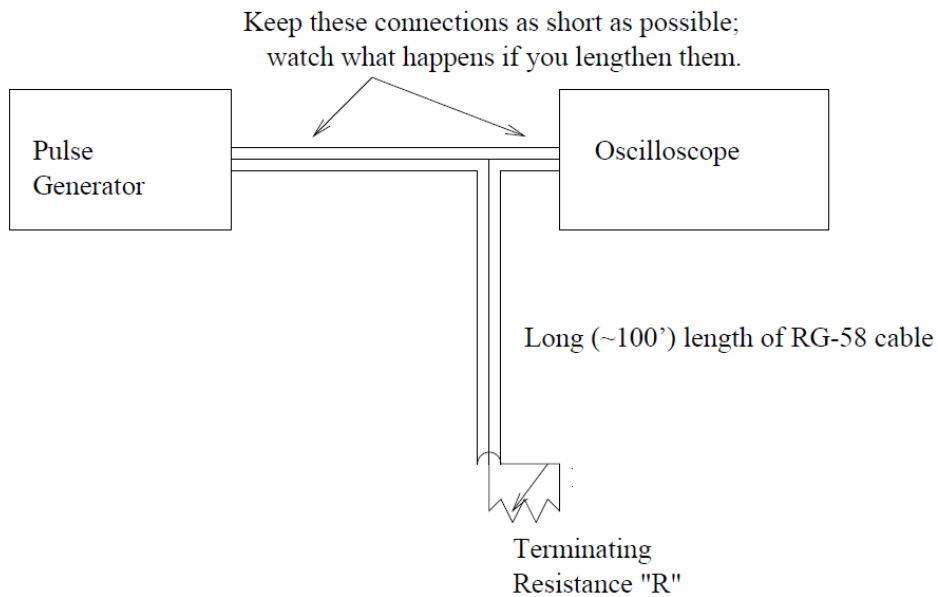 Keep these connections as short as possible;
watch what happens if you lengthen them.
Pulse
Generator
Oscilloscope
Long (~100’) length of RG-58 cable
Terminating
Resistance "R"